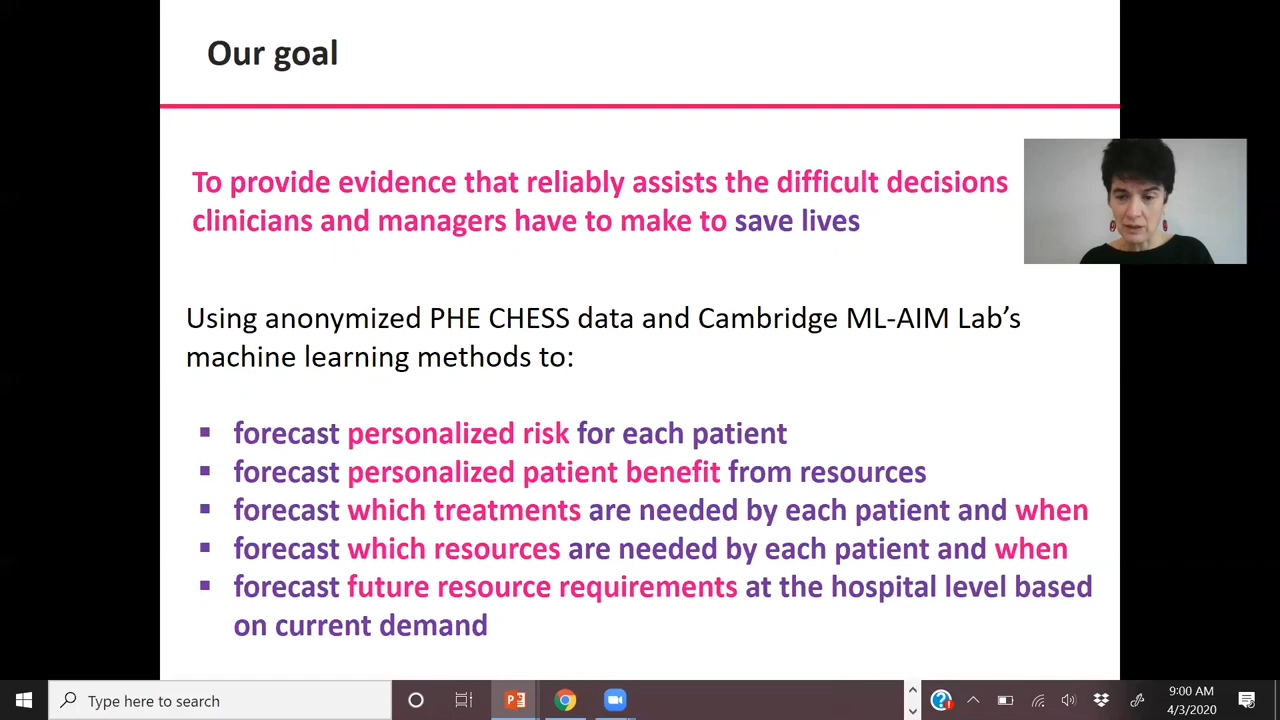 Our goal
To provide evidence that reliably assists the difficult decisions
clinicians and managers have to make to save lives
Using anonymized PHE CHESS data and Cambridge ML-AIM Lab’s
machine learning methods to:
▪ forecast personalized risk for each patient
▪ forecast personalized patient benefit from resources
▪ forecast which treatments are needed by each patient and when
▪ forecast which resources are needed by each patient and when
▪ forecast future resource requirements at the hospital level based
on current demand
Type here to search
9:00 AM
4/3/2020